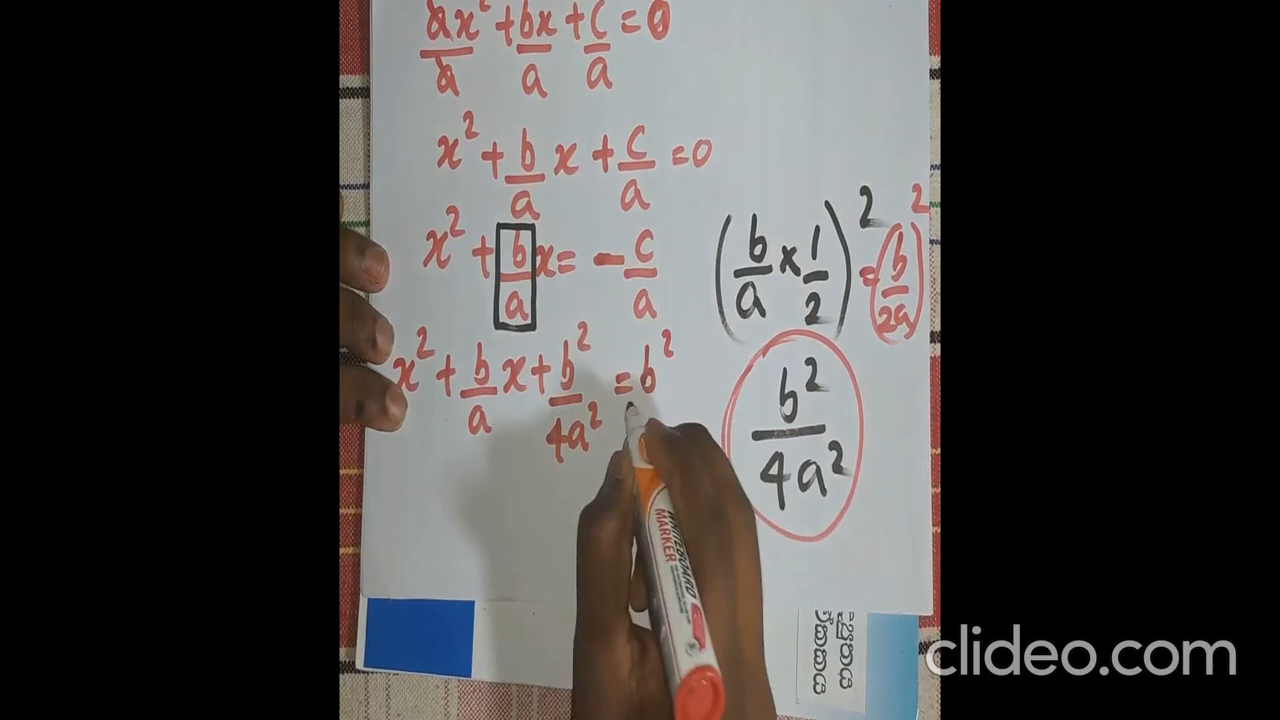 ax²/a + bx/a + c/a = 0
x² + b/a x + c/a = 0
x² + b/a x = - c/a
x² + b/a x + b²/4a² = b²
(b/a × 1/2)² = (b/2a)²
b²/4a²
WHITEBOARD
MARKER
clideo.com